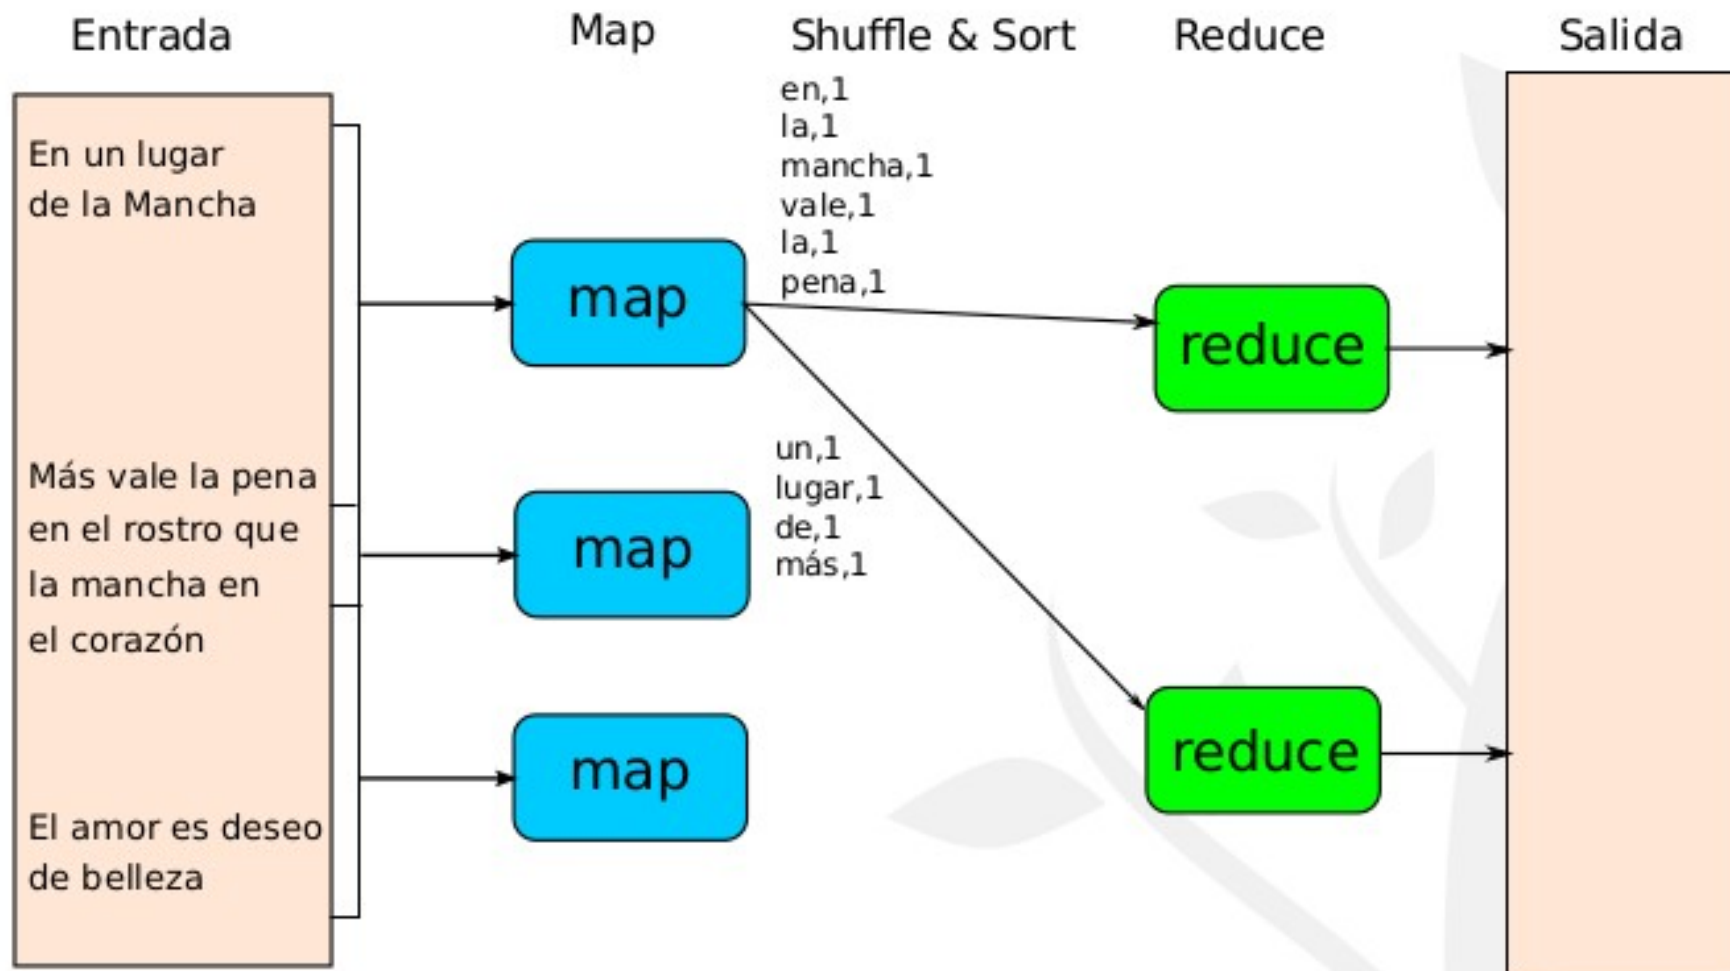 Entrada
Map
Shuffle & Sort
Reduce
Salida
En un lugar
de la Mancha
Más vale la pena
en el rostro que
la mancha en
el corazón
El amor es deseo
de belleza
map
map
map
en,1
la,1
mancha,1
vale,1
la,1
pena,1
un,1
lugar,1
de,1
más,1
reduce
reduce